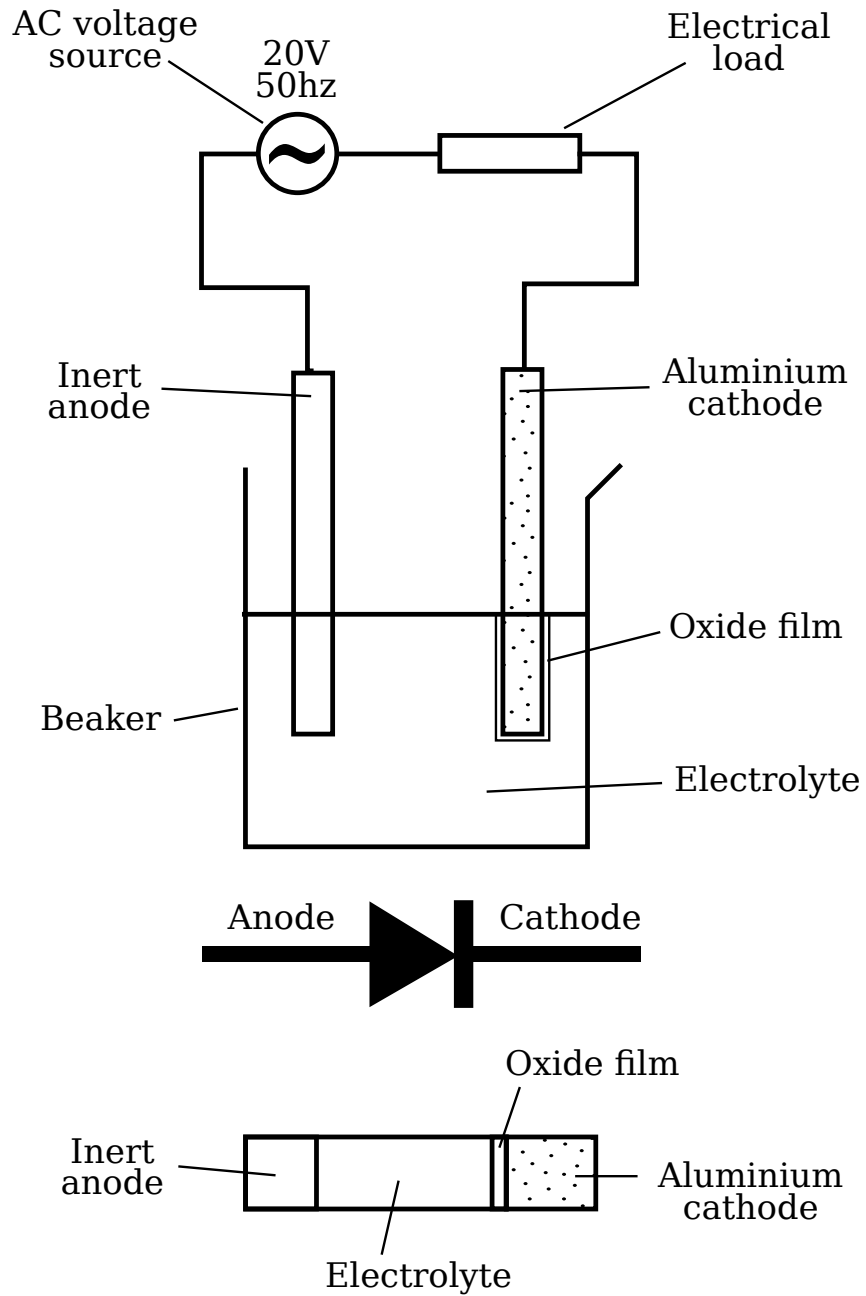 AC voltage
source
20V
50hz
Electrical
load
Inert
anode
Aluminium
cathode
Oxide film
Beaker
Electrolyte
Anode
Cathode
Oxide film
Inert
anode
Aluminium
cathode
Electrolyte